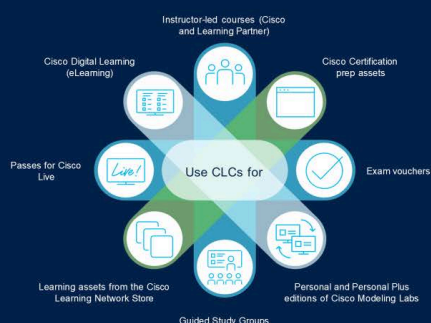 Instructor-led courses (Cisco
and Learning Partner)
Cisco Digital Learning
(eLearning)
Cisco Certification
prep assets
Passes for Cisco
Live
Live!
Use CLCs for
Exam vouchers
Learning assets from the Cisco
Learning Network Store
Personal and Personal Plus
editions of Cisco Modeling Labs
Guided Study Groups